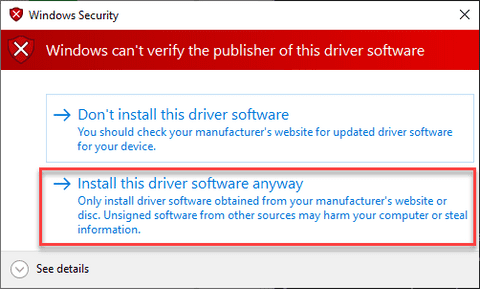 Windows Security
Windows can't verify the publisher of this driver software
Don't install this driver software
You should check your manufacturer's website for updated driver software
for your device.
Install this driver software anyway
Only install driver software obtained from your manufacturer's website or
disc. Unsigned software from other sources may harm your computer or steal
information.
See details